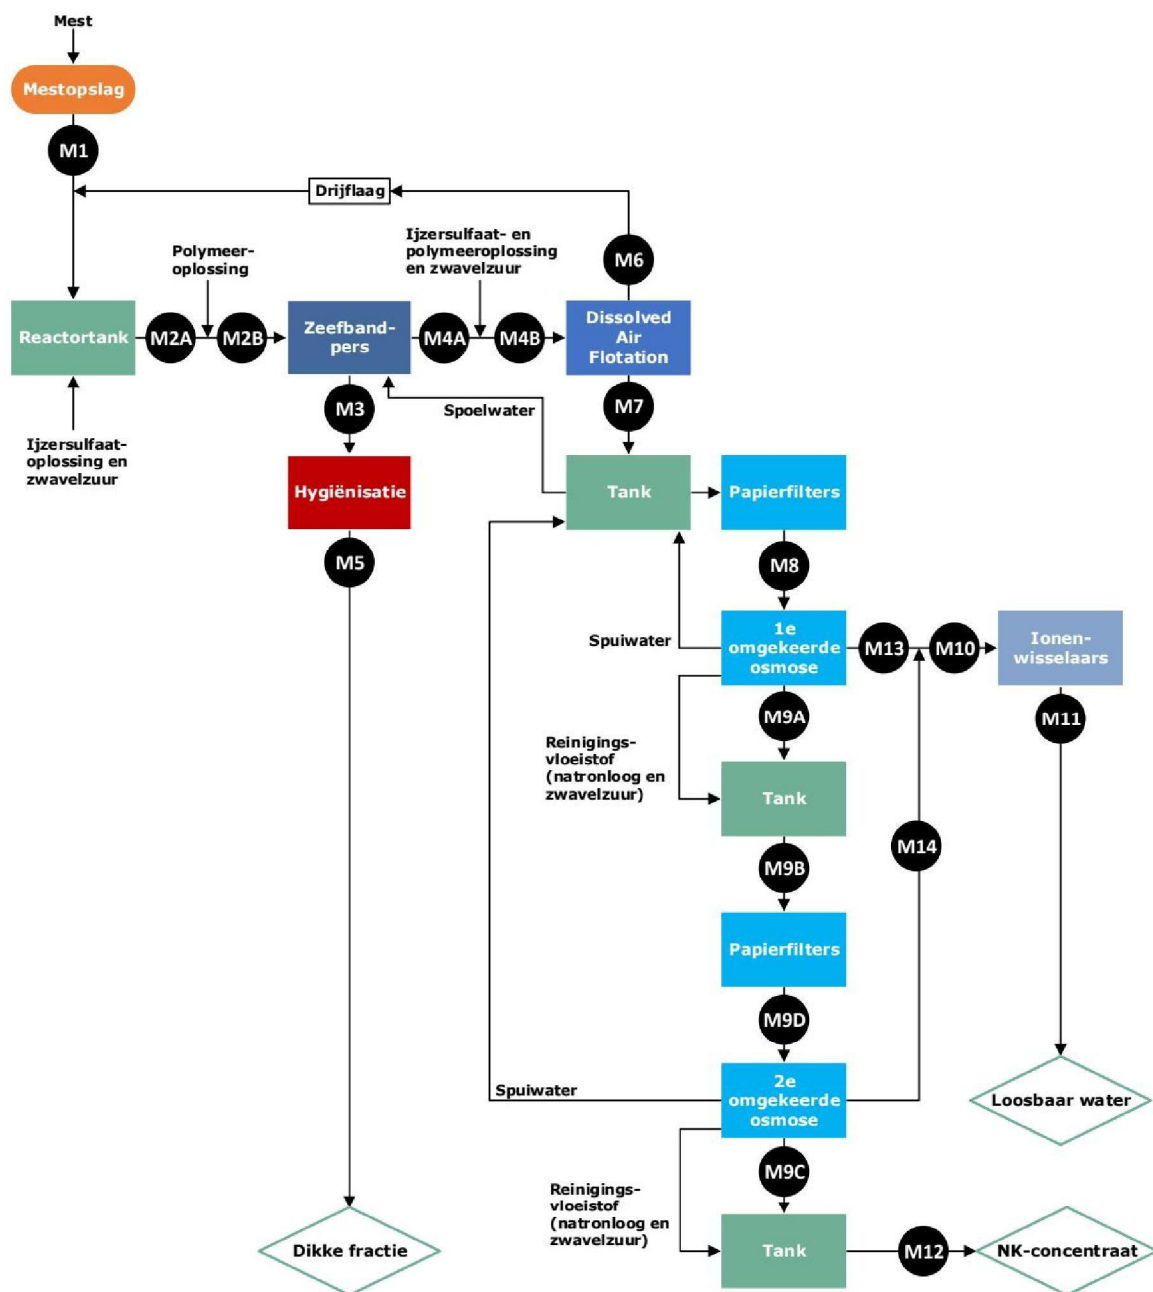 Mest
Mestopslag
M1
Drijflaag
Polymeer-
oplossing
Ijzersulfaat- en
polymeeroplossing
en zwavelzuur
M6
Reactortank
M2A
M2B
Zeefband-
pers
M4A
M4B
Dissolved
Air
Flotation
M3
Spoelwater
M7
Ijzersulfaat-
oplossing en
zwavelzuur
Hygiënisatie
Tank
Papierfilters
M5
M8
Spuiwater
1e
omgekeerde
osmose
M13
M10
Ionen-
wisselaars
M9A
M11
Reinigings-
vloeistof
(natronloog en
zwavelzuur)
Tank
M14
M9B
Papierfilters
M9D
Spuiwater
2e
omgekeerde
osmose
Loosbaar water
M9C
Reinigings-
vloeistof
(natronloog en
zwavelzuur)
Dikke fractie
Tank
M12
NK-concentraat